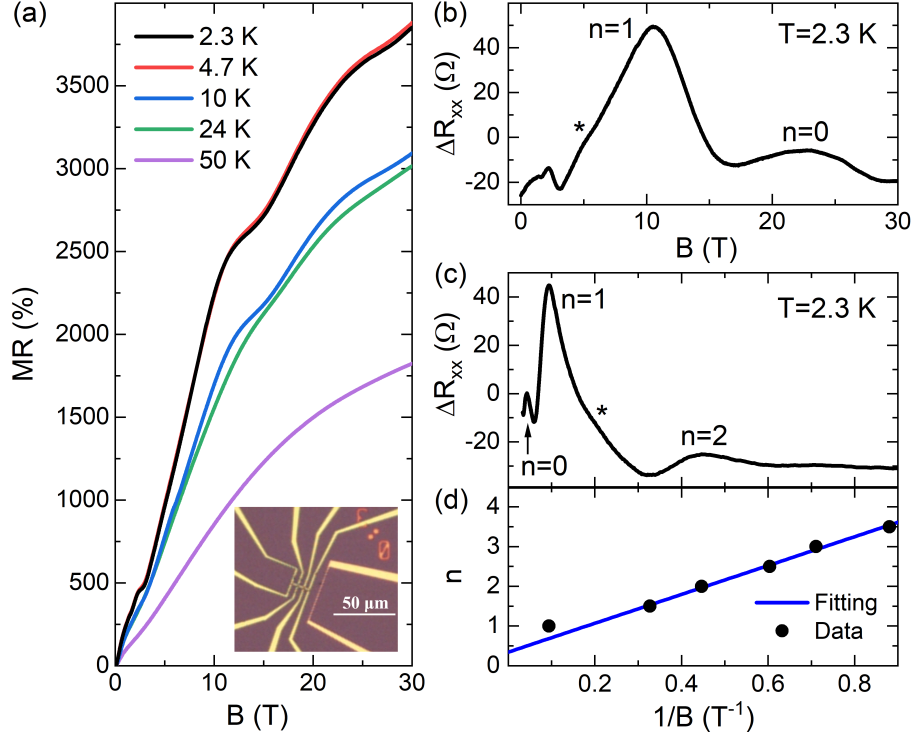 (a)
2.3 K
4.7 K
10 K
24 K
50 K
MR (%)
3500
3000
2500
2000
1500
1000
500
0
0 10 20 30
B (T)
50 μm
(b)
n=1
T=2.3 K
*
n=0
ΔRxx (Ω)
40
20
0
-20
0 10 20 30
B (T)
(c)
n=1
T=2.3 K
*
n=2
n=0
ΔRxx (Ω)
40
20
0
-20
(d)
n
4
3
2
1
0
Fitting
Data
0.2 0.4 0.6 0.8
1/B (T⁻¹)